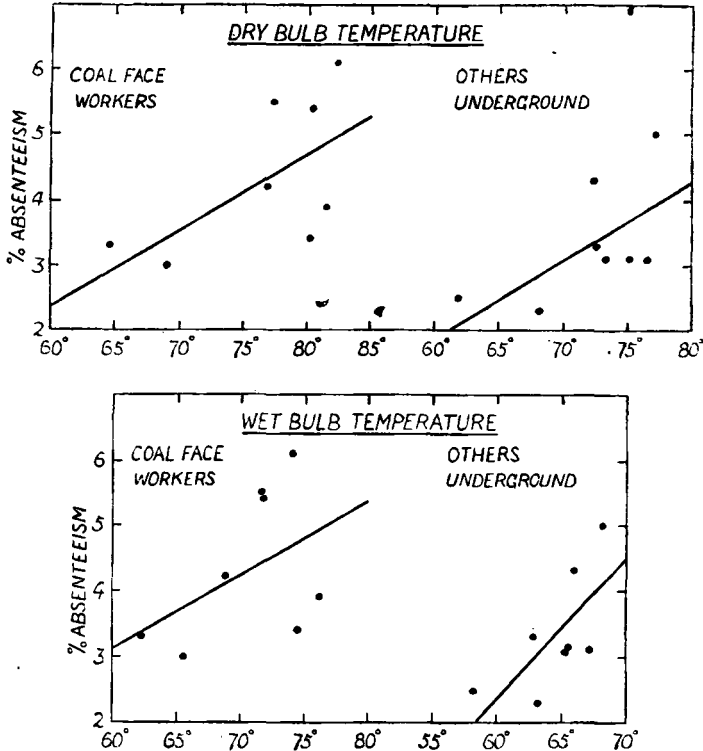 DRY BULB TEMPERATURE
COAL FACE
WORKERS
OTHERS
UNDERGROUND
% ABSENTEEISM
6
5
4
3
2
60° 65° 70° 75° 80° 85° 60° 65° 70° 75° 80°
WET BULB TEMPERATURE
COAL FACE
WORKERS
OTHERS
UNDERGROUND
% ABSENTEEISM
6
5
4
3
2
60° 65° 70° 75° 80° 55° 60° 65° 70°